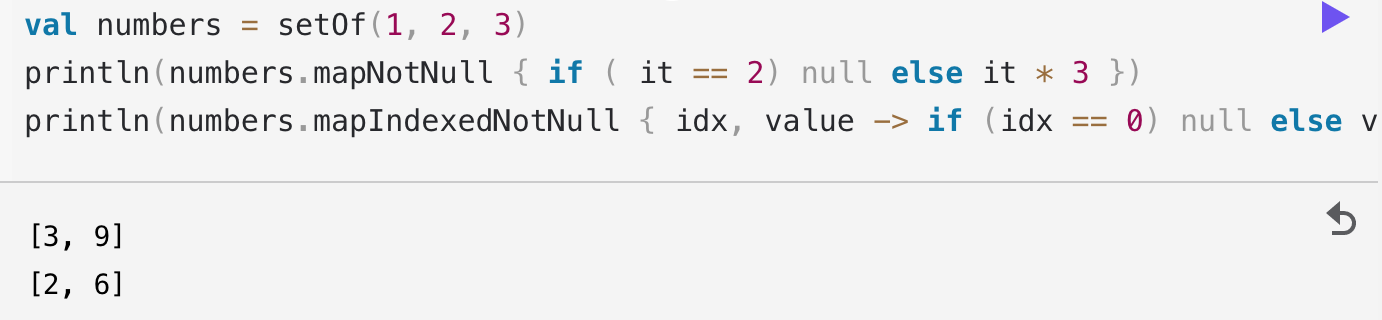 val numbers = setOf(1, 2, 3)
println(numbers.mapNotNull { if ( it == 2) null else it * 3 })
println(numbers.mapIndexedNotNull { idx, value -> if (idx == 0) null else v
[3, 9]
[2, 6]